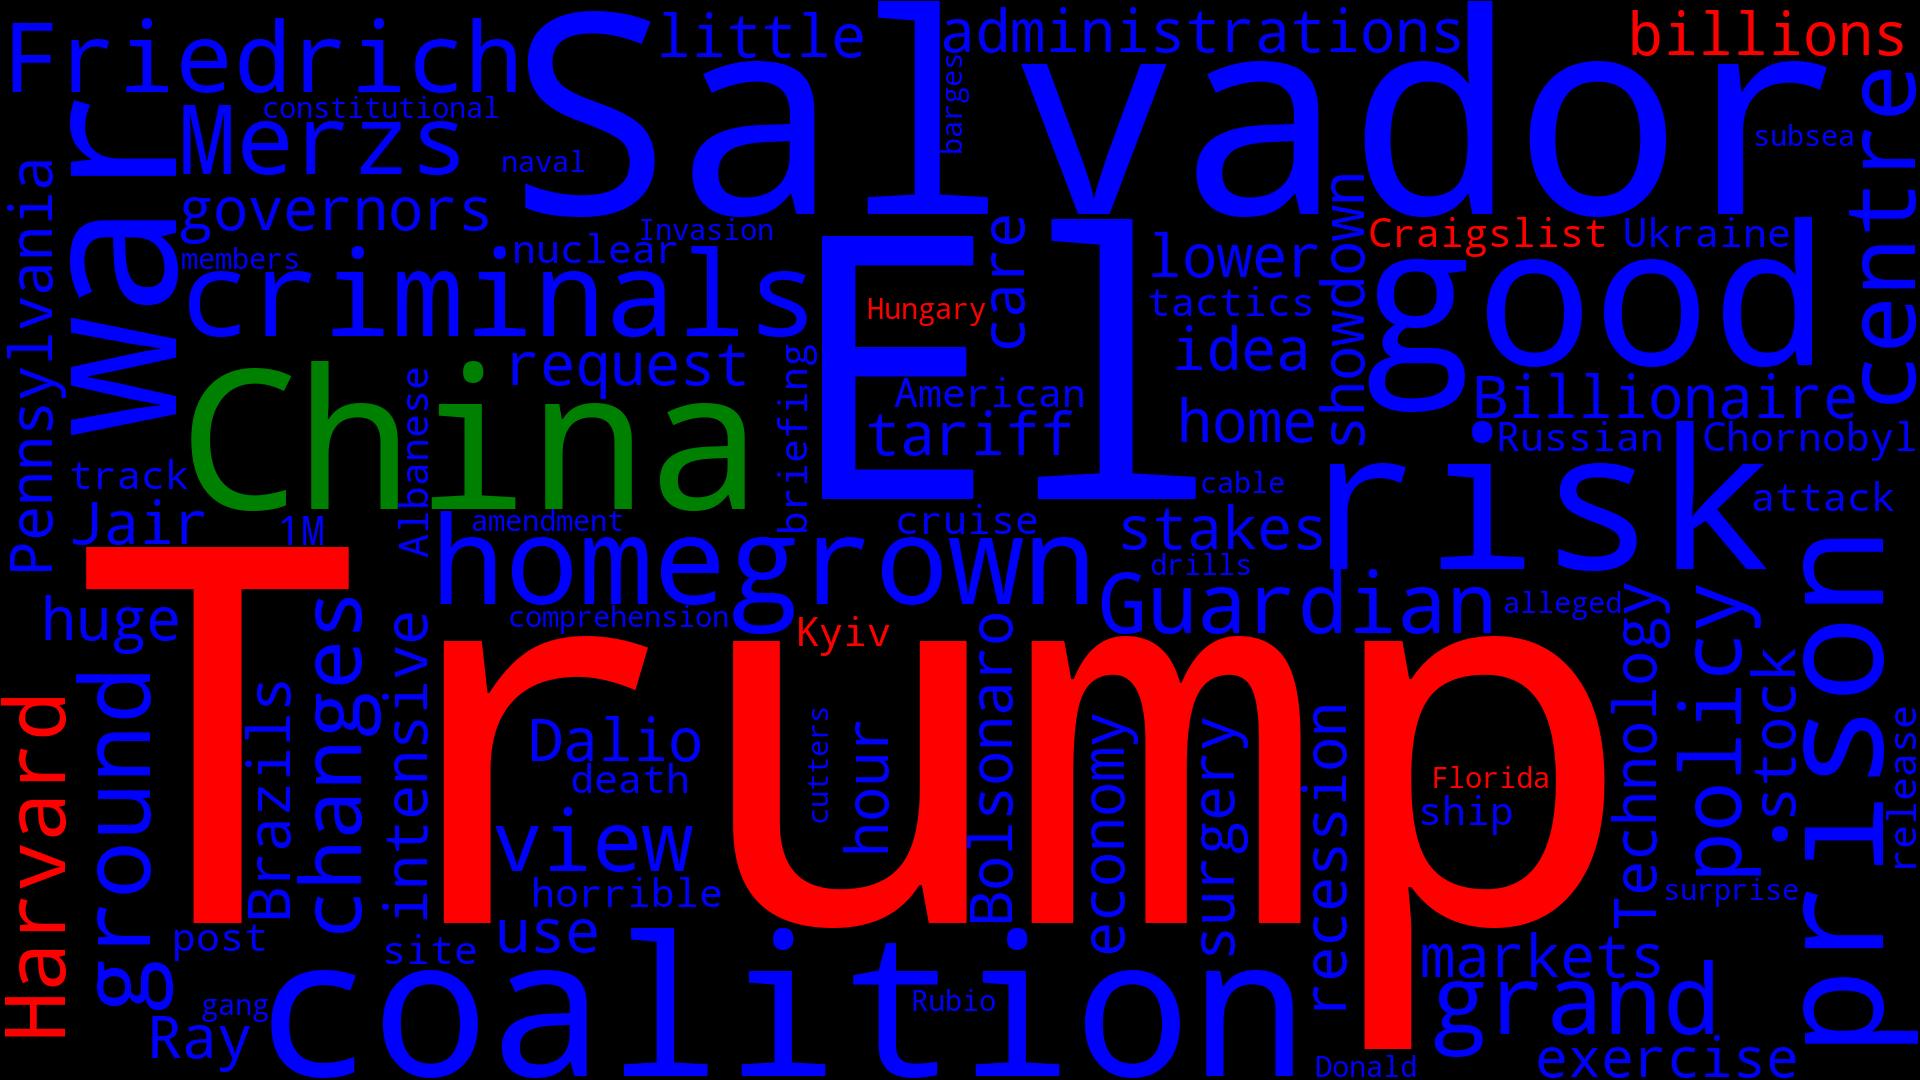 Friedrich
Salvador
little
administrations
billions
constitutional
Merzs
barges
War
naval
subsea
centre
Pennsylvania
governors
Invasion
nuclear
members
criminals
El
care
lower
showdown
Craigslist
Ukraine
good
Hungary
tactics
China
request
idea
Albanese
briefing
American
tariff
home
Billionaire
Russian
Chornobyl
track
risk
cable
attack
Jair
1M
amendment
cruise
stakes
homegrown
drills
Guardian
alleged
prison
Trump
huge
comprehension
Kyiv
changes
intensive
Bolsonaro
Technology
policy
stock
Harvard
ground
Brazils
Dalio
death
cutters
hour
economy
surgery
recession
Florida
ship
release
view
horrible
surprise
post
site
use
markets
coalition
gang
Ray
Rubio
grand
Donald
exercise